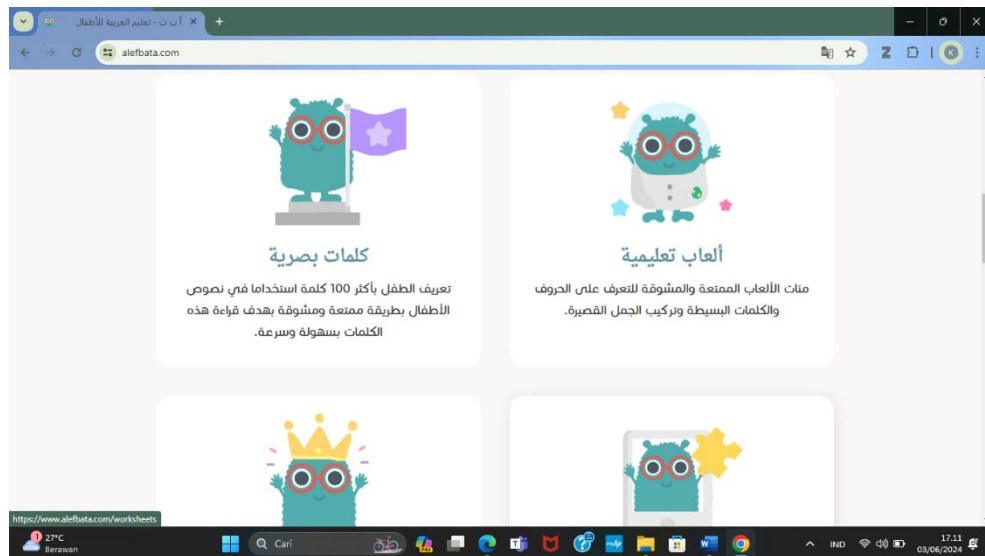 أ ب ت - تعليم العربية للأطفال
alefbata.com
K
ألعاب تعليمية
مئات الألعاب الممتعة والمشوقة للتعرف على الحروف
والكلمات البسيطة وتركيب الجمل القصيرة.
كلمات بصرية
تعريف الطفل بأكثر 100 كلمة استخداما في نصوص
الأطفال بطريقة ممتعة ومشوقة بهدف قراءة هذه
الكلمات بسهولة وسرعة.
https://www.alefbata.com/worksheets
27°C
Berawan
Cari
IND
17.11
03/06/2024